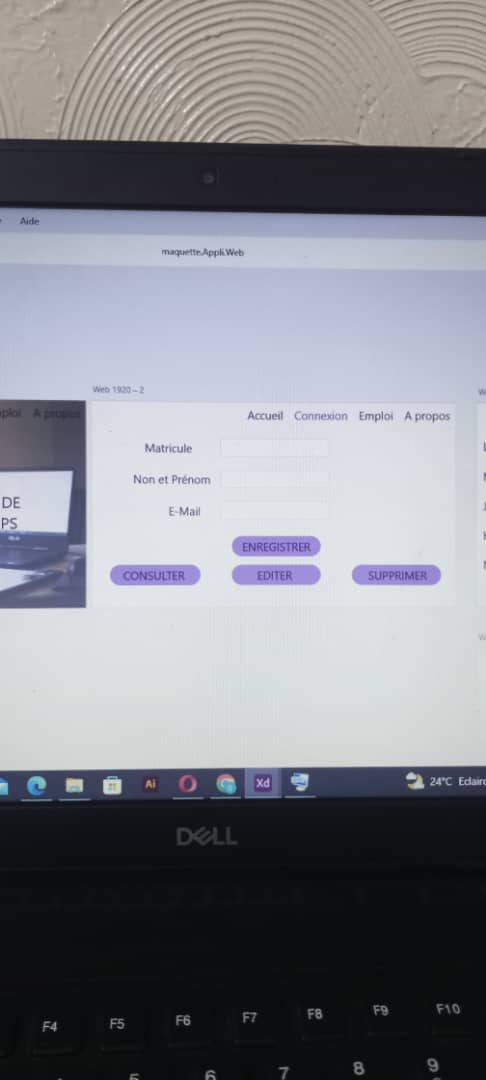 Aide
maquette.Appli.Web
Web 1920 – 2
A propos
Accueil Connexion Emploi A propos
Matricule
Non et Prénom
DE
E-Mail
PS
ENREGISTRER
CONSULTER EDITER SUPPRIMER
Ai
Xd
24°C
DELL
F4 F5 F6 F7 F8 F9 F10
5 6 7 8 9